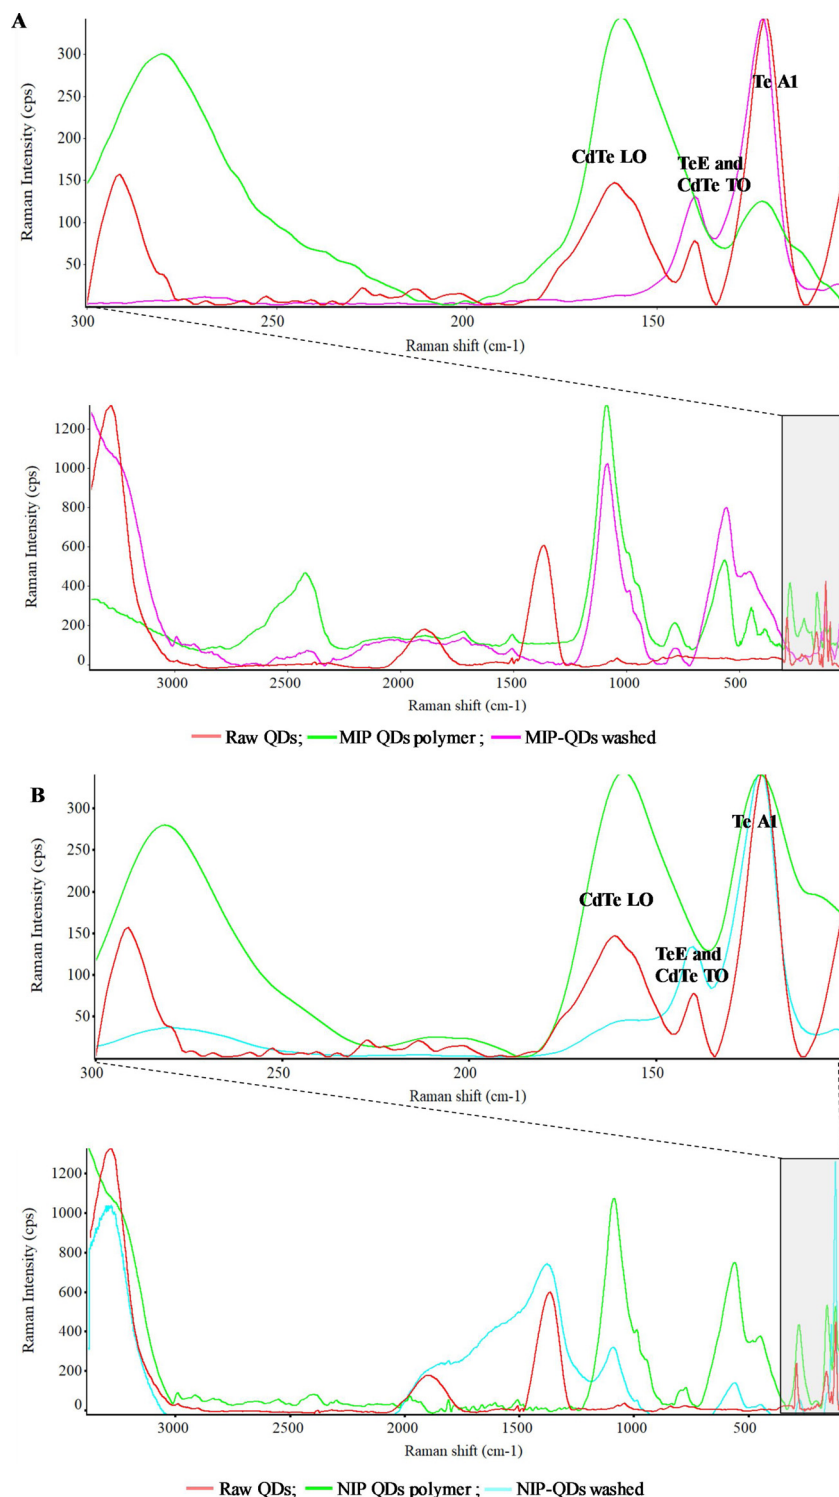 A
300
250
200
150
100
50
Raman Intensity (cps)
CdTe LO
TeE and
CdTe TO
Te A1
300 250 200 150
Raman shift (cm-1)
1200
1000
800
600
400
200
0
Raman Intensity (cps)
3000 2500 2000 1500 1000 500
Raman shift (cm-1)
Raw QDs; MIP QDs polymer ; MIP-QDs washed
B
300
250
200
150
100
50
Raman Intensity (cps)
CdTe LO
TeE and
CdTe TO
Te A1
300 250 200 150
Raman shift (cm-1)
1200
1000
800
600
400
200
0
Raman Intensity (cps)
3000 2500 2000 1500 1000 500
Raman shift (cm-1)
Raw QDs; NIP QDs polymer ; NIP-QDs washed